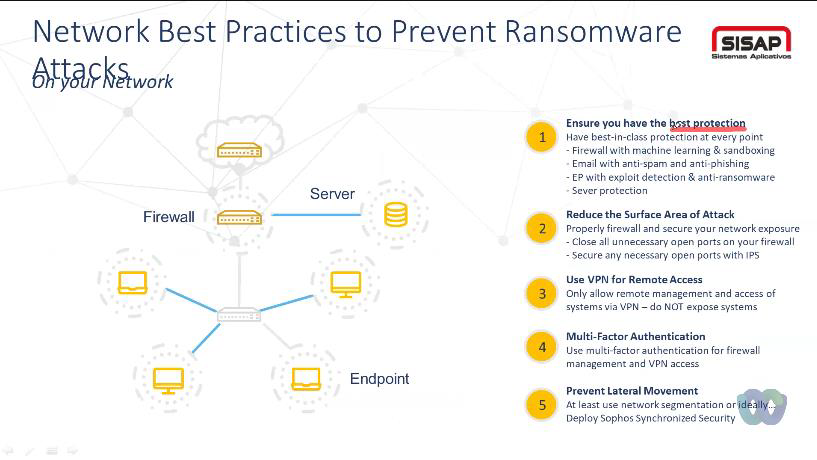 Network Best Practices to Prevent Ransomware
Attacks
On your Network
SISAP
Sistemas Aplicativos
Firewall
Server
Endpoint
1
Ensure you have the best protection
Have best-in-class protection at every point
- Firewall with machine learning & sandboxing
- Email with anti-spam and anti-phishing
- EP with exploit detection & anti-ransomware
- Sever protection
2
Reduce the Surface Area of Attack
Properly firewall and secure your network exposure
- Close all unnecessary open ports on your firewall
- Secure any necessary open ports with IPS
3
Use VPN for Remote Access
Only allow remote management and access of
systems via VPN – do NOT expose systems
4
Multi-Factor Authentication
Use multi-factor authentication for firewall
management and VPN access
5
Prevent Lateral Movement
At least use network segmentation or ideally...
Deploy Sophos Synchronized Security